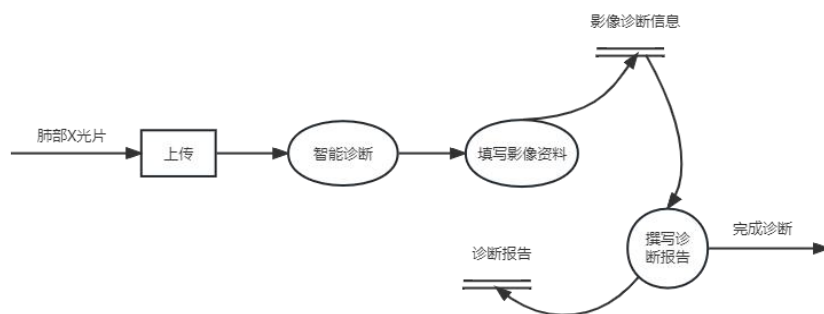 影像诊断信息
肺部X光片
上传
智能诊断
填写影像资料
撰写诊
断报告
完成诊断
诊断报告